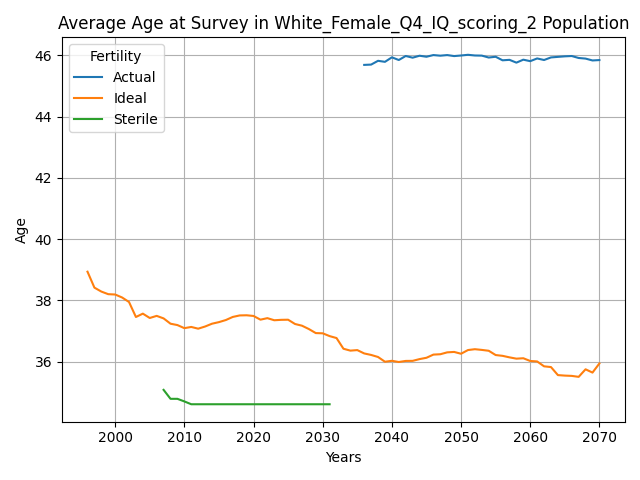 Average Age at Survey in White_Female_Q4_IQ_scoring_2 Population
Fertility
Actual
Ideal
Sterile
Age
46
44
42
40
38
36
2000 2010 2020 2030 2040 2050 2060 2070
Years